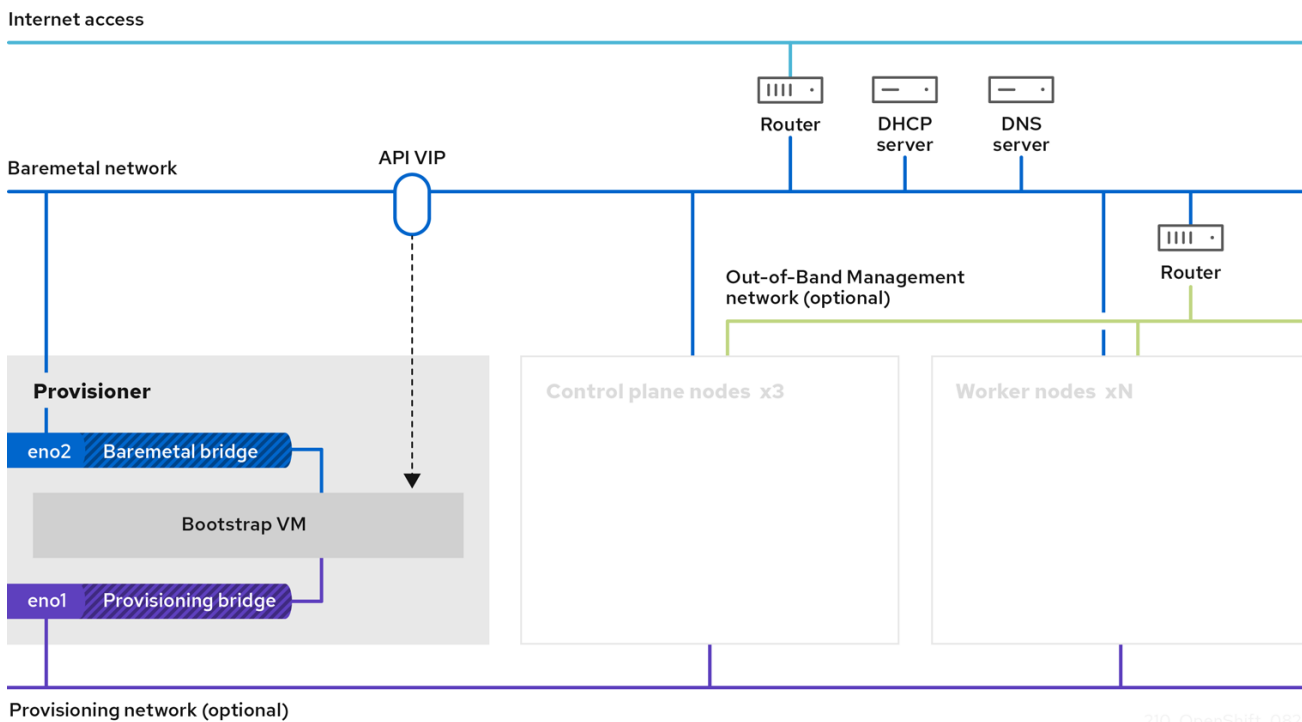 Internet access
Router
DHCP
server
DNS
server
Baremetal network
API VIP
Router
Out-of-Band Management
network (optional)
Provisioner
Control plane nodes x3
Worker nodes xN
eno2
Baremetal bridge
Bootstrap VM
eno1
Provisioning bridge
Provisioning network (optional)
210_OpenShift_082